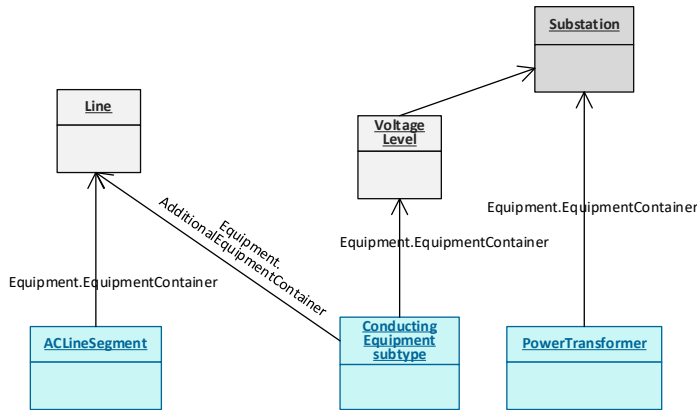 Substation
Line
Voltage
Level
Equipment.EquipmentContainer
Equipment.
AdditionalEquipmentContainer
Equipment.EquipmentContainer
Equipment.EquipmentContainer
ACLineSegment
Conducting
Equipment
subtype
PowerTransformer